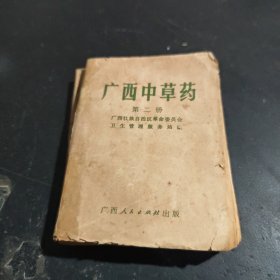 广西中草药
第二册
广西壮族自治区革命委员会
卫生管理服务站
广西人民出版社出版